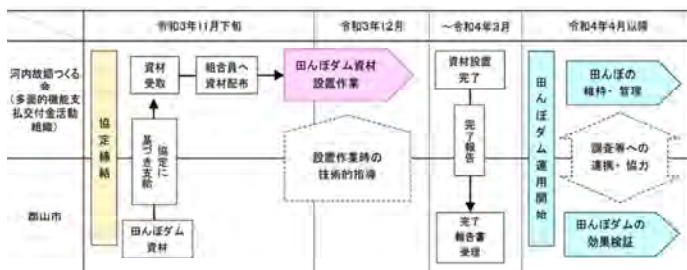 令和3年11月下旬
令和3年12月
～令和4年3月
令和4年4月以降
河内故郷つくる
会
(多面的機能支
払交付金活動
組織)
協定締結
資材
受取
組合員へ
資材配布
田んぼダム資材
設置作業
資材設置
完了
田んぼダム運用開始
田んぼの
維持・管理
協定に
基づき支給
設置作業時の
技術的指導
完了報告
調査等への
連携・協力
郡山市
田んぼダム
資材
完了
報告書
受理
田んぼダムの
効果検証